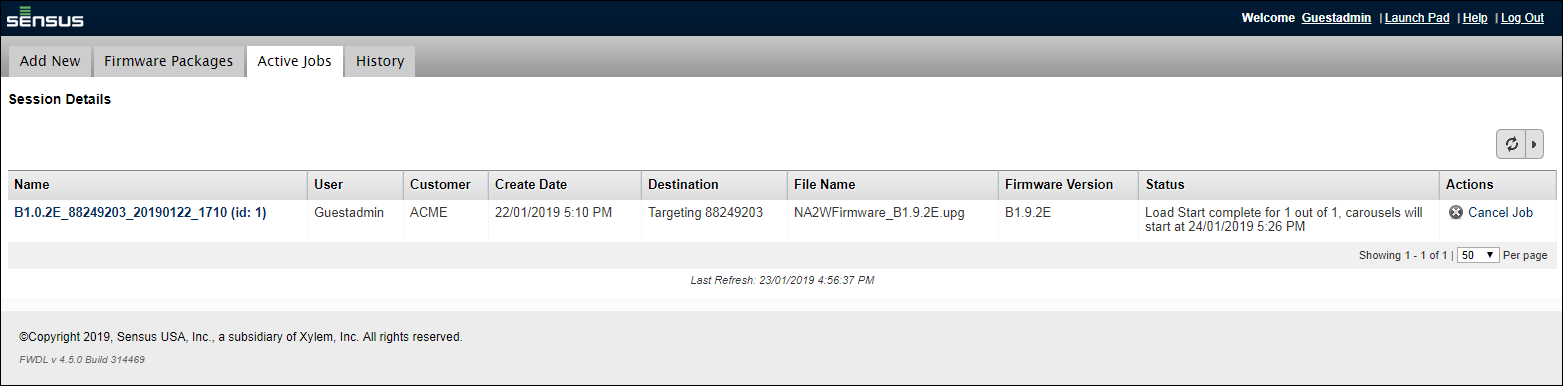 sensus
Welcome Guestadmin | Launch Pad | Help | Log Out
Add New Firmware Packages Active Jobs History
Session Details
Name User Customer Create Date Destination File Name Firmware Version Status Actions
B1.0.2E_88249203_20190122_1710 (id: 1) Guestadmin ACME 22/01/2019 5:10 PM Targeting 88249203 NA2WFirmware_B1.9.2E.upg B1.9.2E Load Start complete for 1 out of 1, carousels will Cancel Job
start at 24/01/2019 5:26 PM
Showing 1 - 1 of 1 | 50 Per page
Last Refresh: 23/01/2019 4:56:37 PM
©Copyright 2019, Sensus USA, Inc., a subsidiary of Xylem, Inc. All rights reserved.
FWDL v 4.5.0 Build 314469